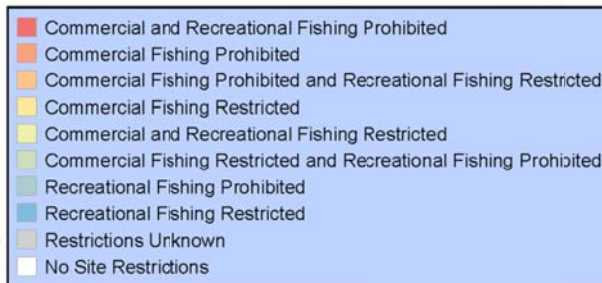 Commercial and Recreational Fishing Prohibited
Commercial Fishing Prohibited
Commercial Fishing Prohibited and Recreational Fishing Restricted
Commercial Fishing Restricted
Commercial and Recreational Fishing Restricted
Commercial Fishing Restricted and Recreational Fishing Prohibited
Recreational Fishing Prohibited
Recreational Fishing Restricted
Restrictions Unknown
No Site Restrictions